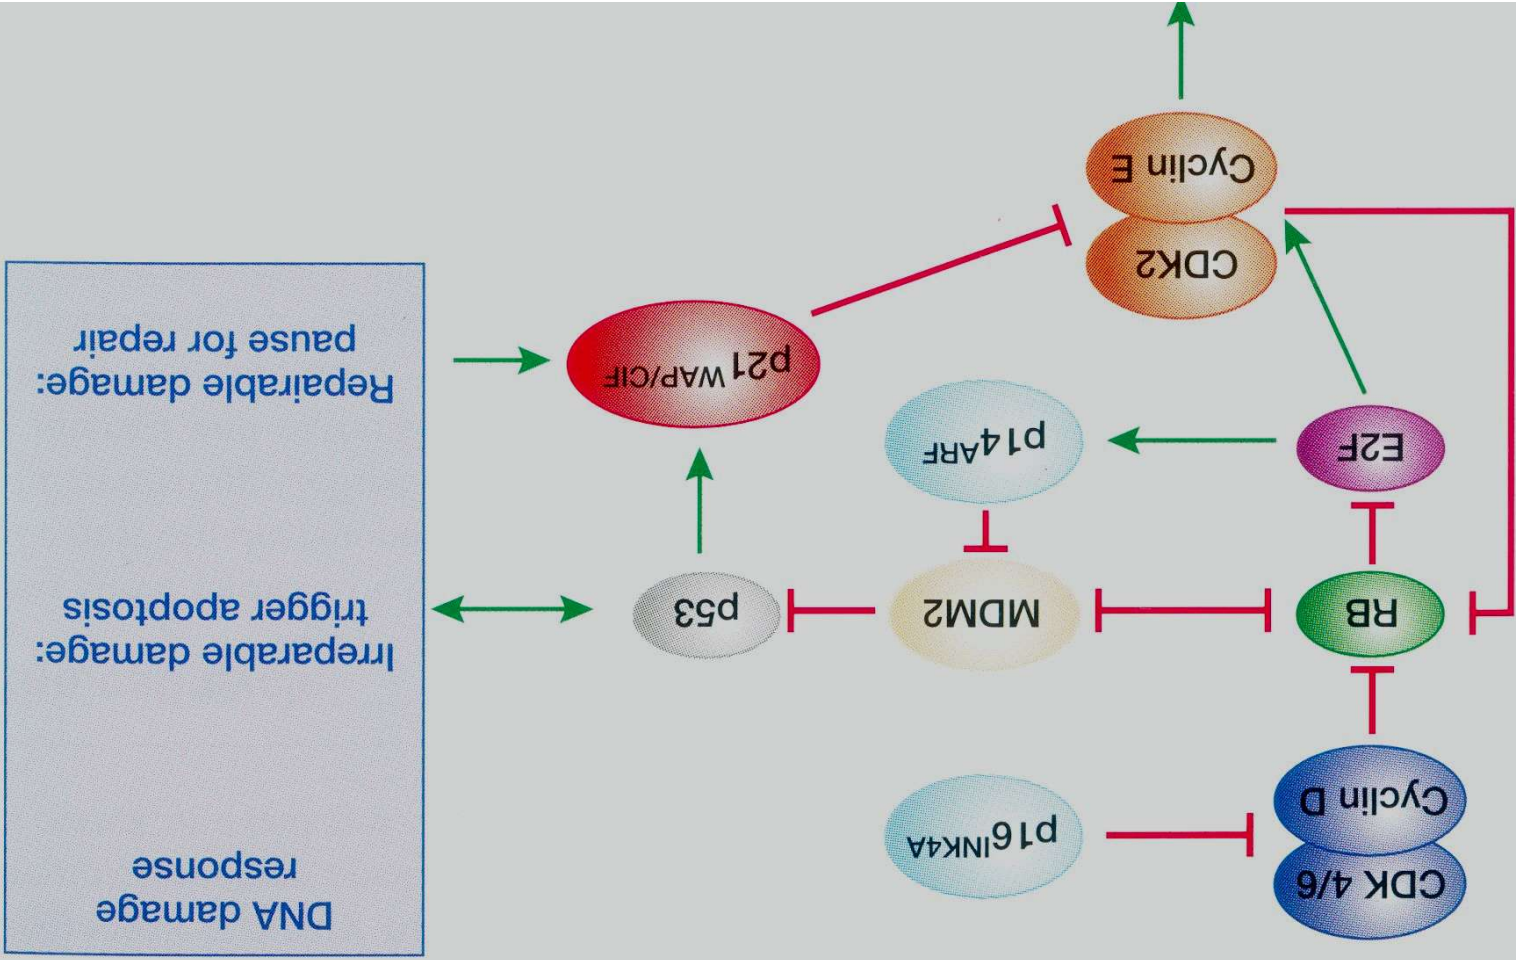 CDK 4/6
Cyclin D
p16INK4A
DNA damage
response
RB
MDM2
p53
Irreparable damage:
trigger apoptosis
E2F
p14ARF
p21WAP/CIF
Repairable damage:
pause for repair
CDK2
Cyclin E